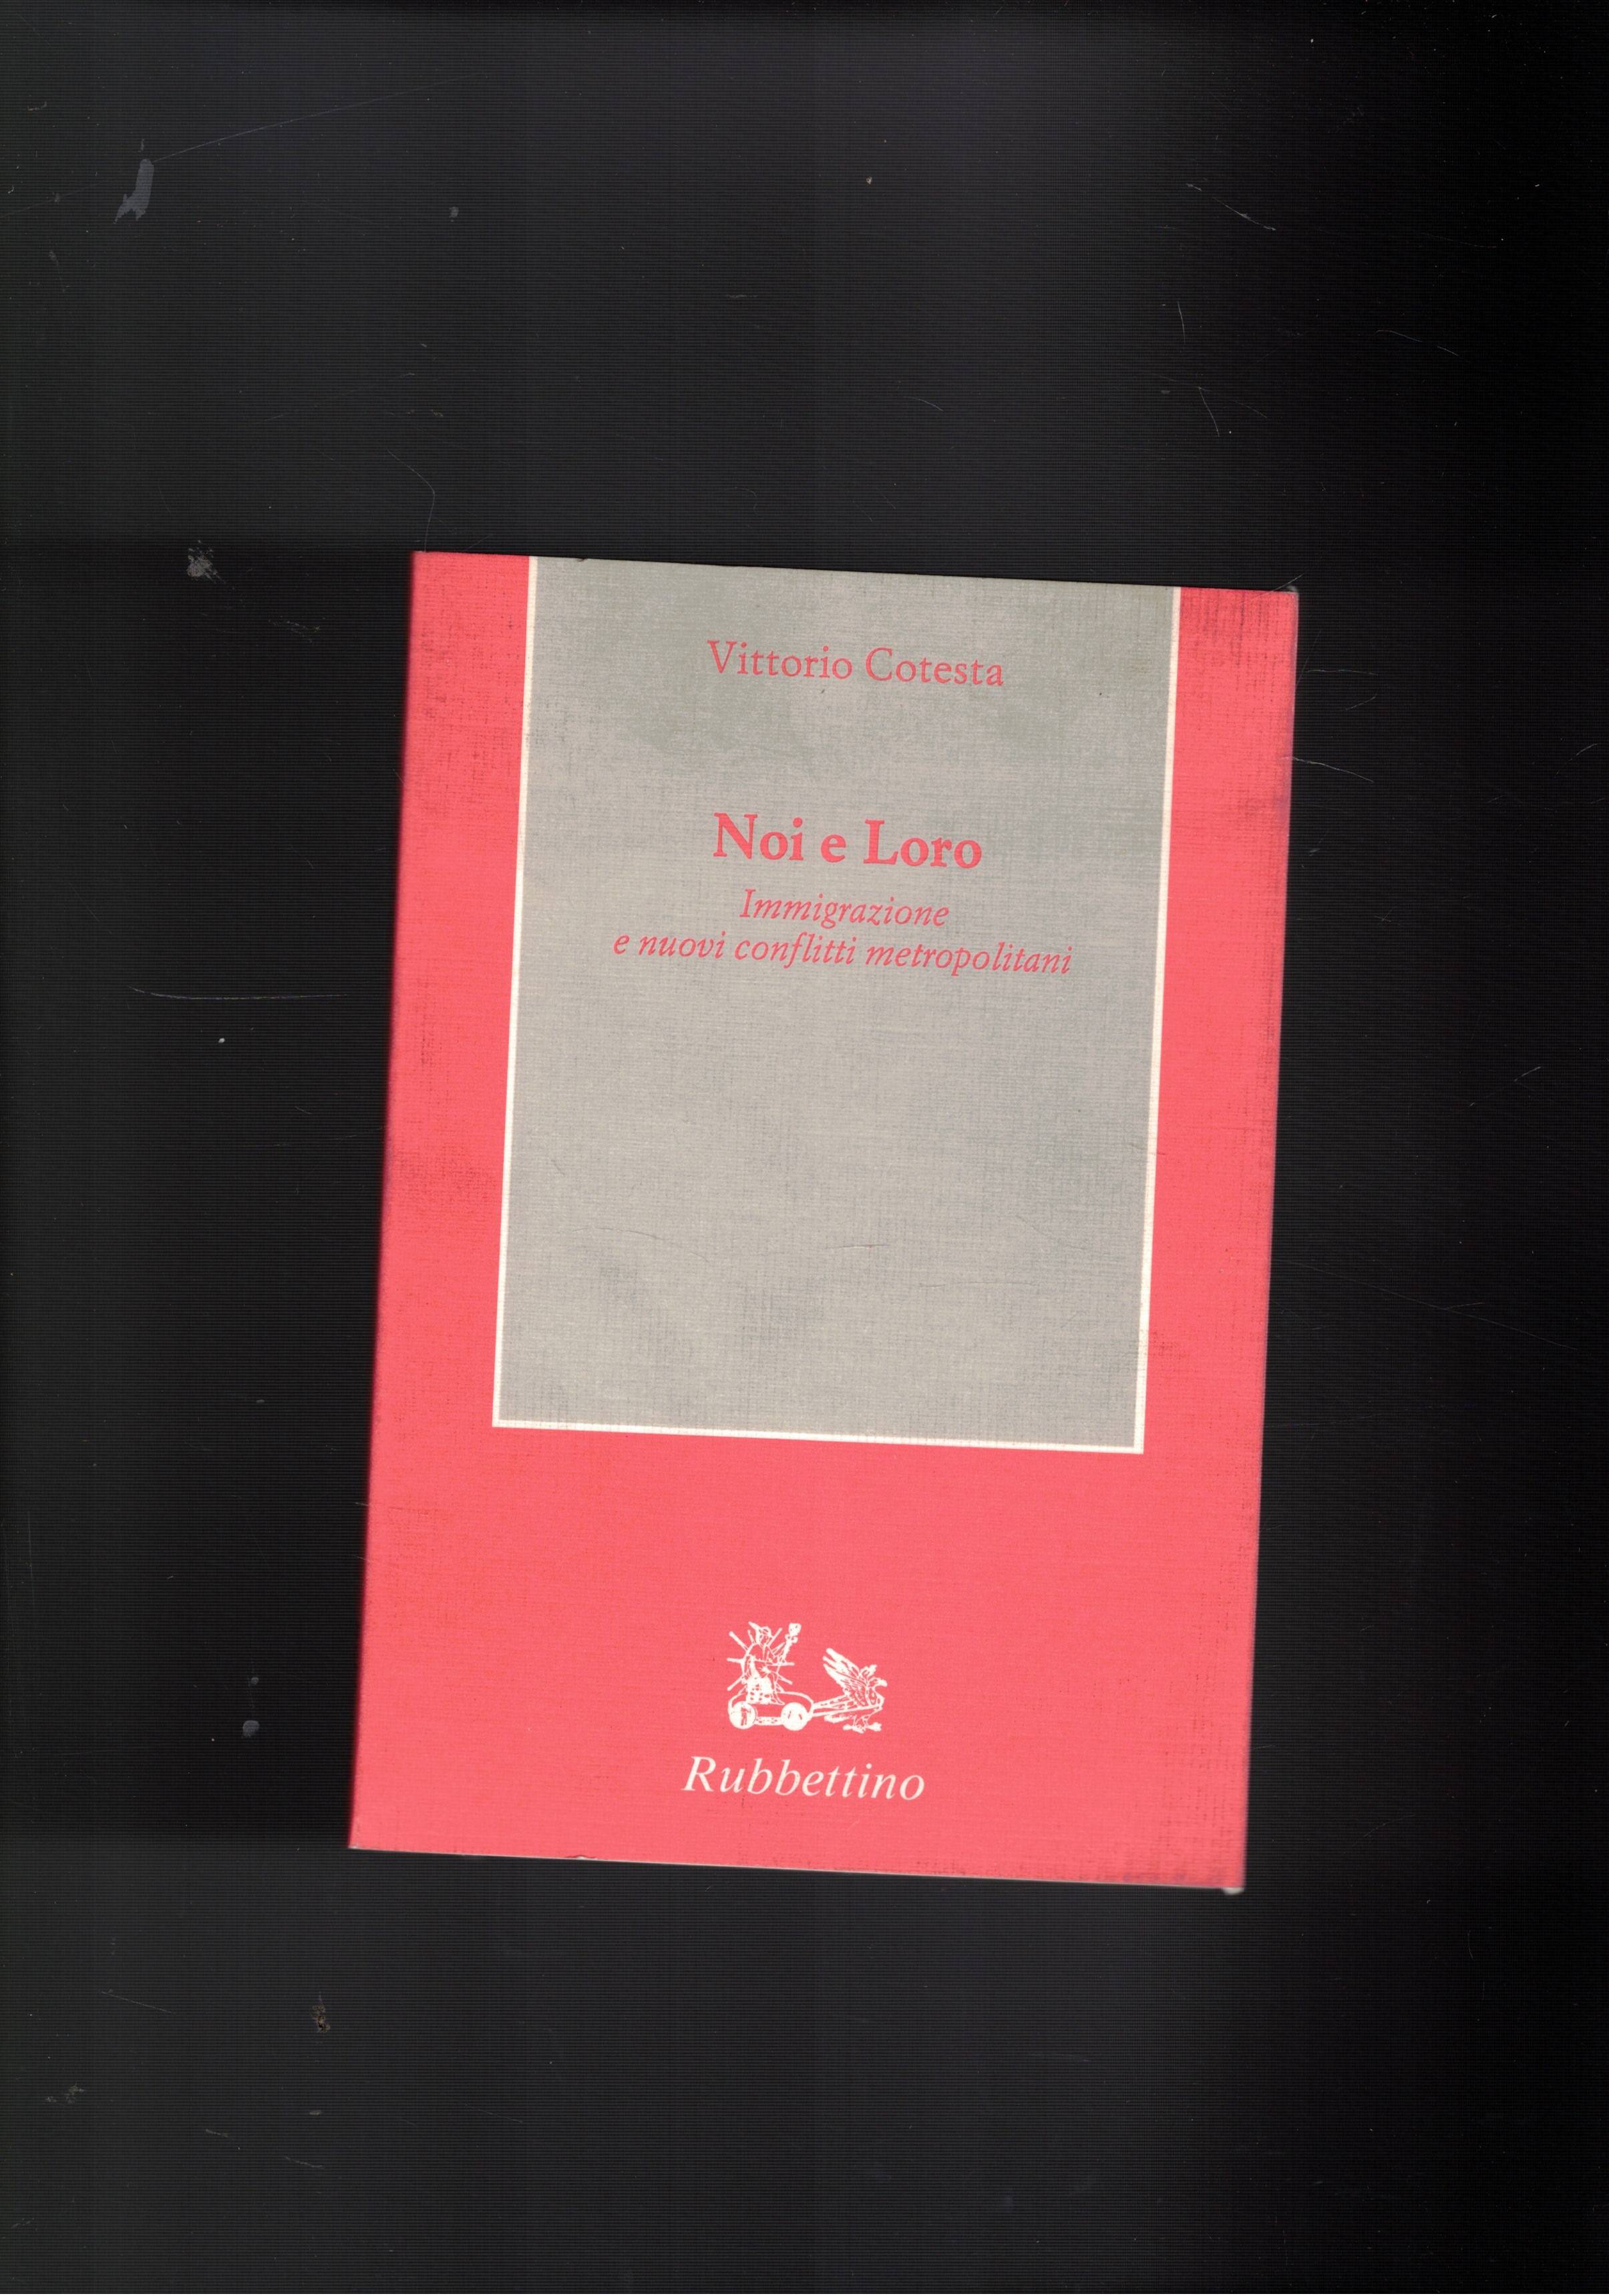 Vittorio Cotesta
Noi e Loro
Immigrazione
e nuovi conflitti metropolitani
Rubbettino